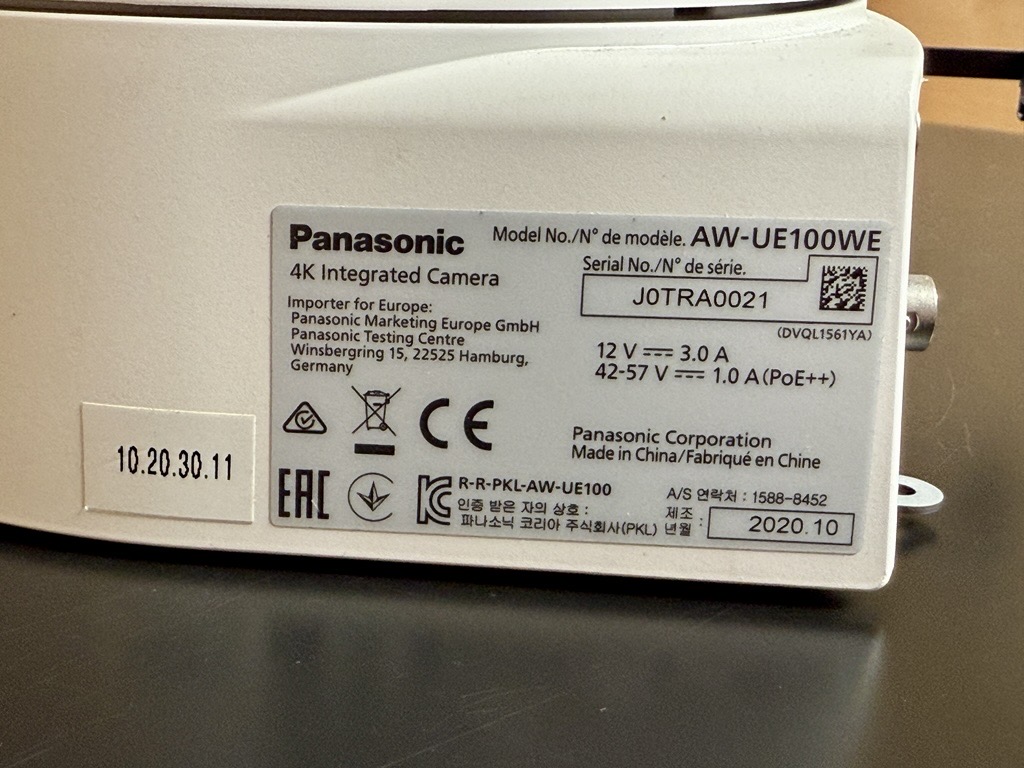 Panasonic
4K Integrated Camera
Model No./N° de modèle. AW-UE100WE
Serial No./N° de série.
J0TRA0021
(DVQL1561YA)
Importer for Europe:
Panasonic Marketing Europe GmbH
Panasonic Testing Centre
Winsbergring 15, 22525 Hamburg,
Germany
12 V ⎓ 3.0 A
42-57 V ⎓ 1.0 A (PoE++)
CE
Panasonic Corporation
Made in China/Fabriqué en Chine
EAC
R-R-PKL-AW-UE100
인증 받은 자의 상호 :
파나소닉 코리아 주식회사(PKL)
A/S 연락처 : 1588-8452
제조
년월 :
2020.10
10.20.30.11